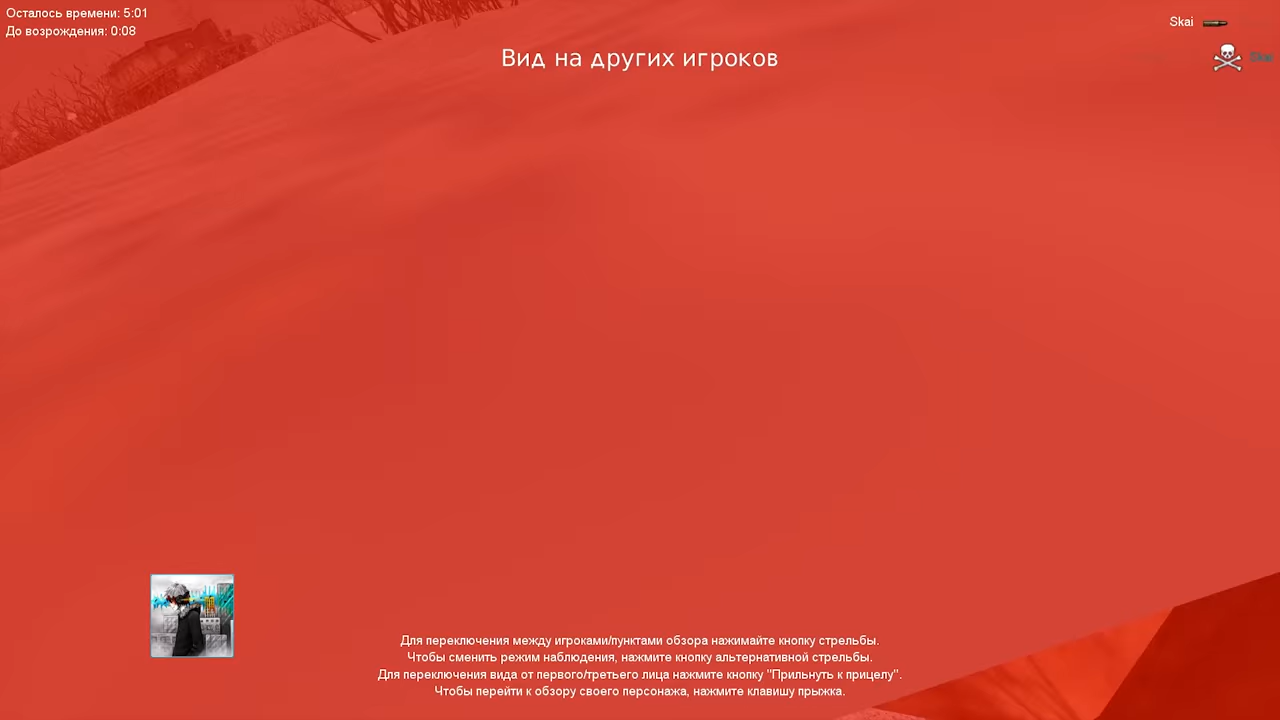 Осталось времени: 5:01
До возрождения: 0:08
Skai
Skai
Вид на других игроков
Для переключения между игроками/пунктами обзора нажимайте кнопку стрельбы.
Чтобы сменить режим наблюдения, нажмите кнопку альтернативной стрельбы.
Для переключения вида от первого/третьего лица нажмите кнопку "Прильнуть к прицелу".
Чтобы перейти к обзору своего персонажа, нажмите клавишу прыжка.